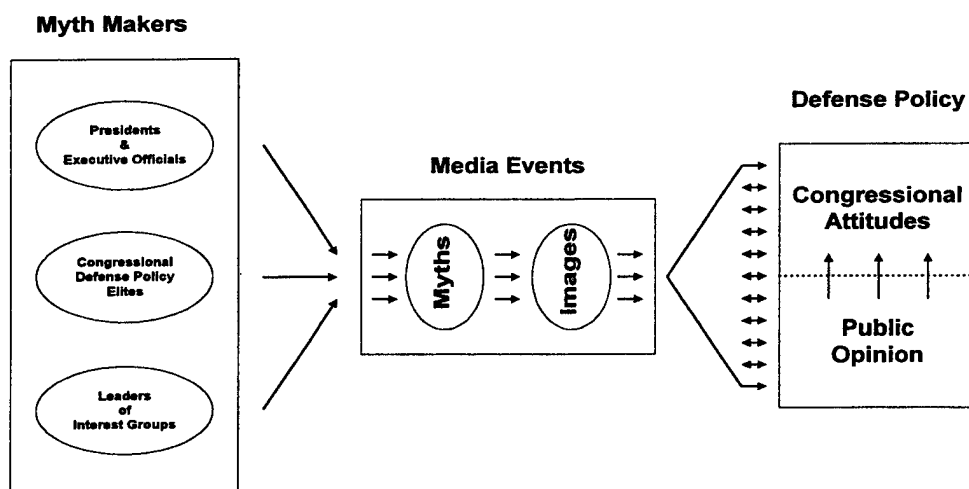 Myth Makers
Presidents
&
Executive Officials
Congressional
Defense Policy
Elites
Leaders
of
Interest Groups
Media Events
Myths
Images
Defense Policy
Congressional
Attitudes
Public
Opinion